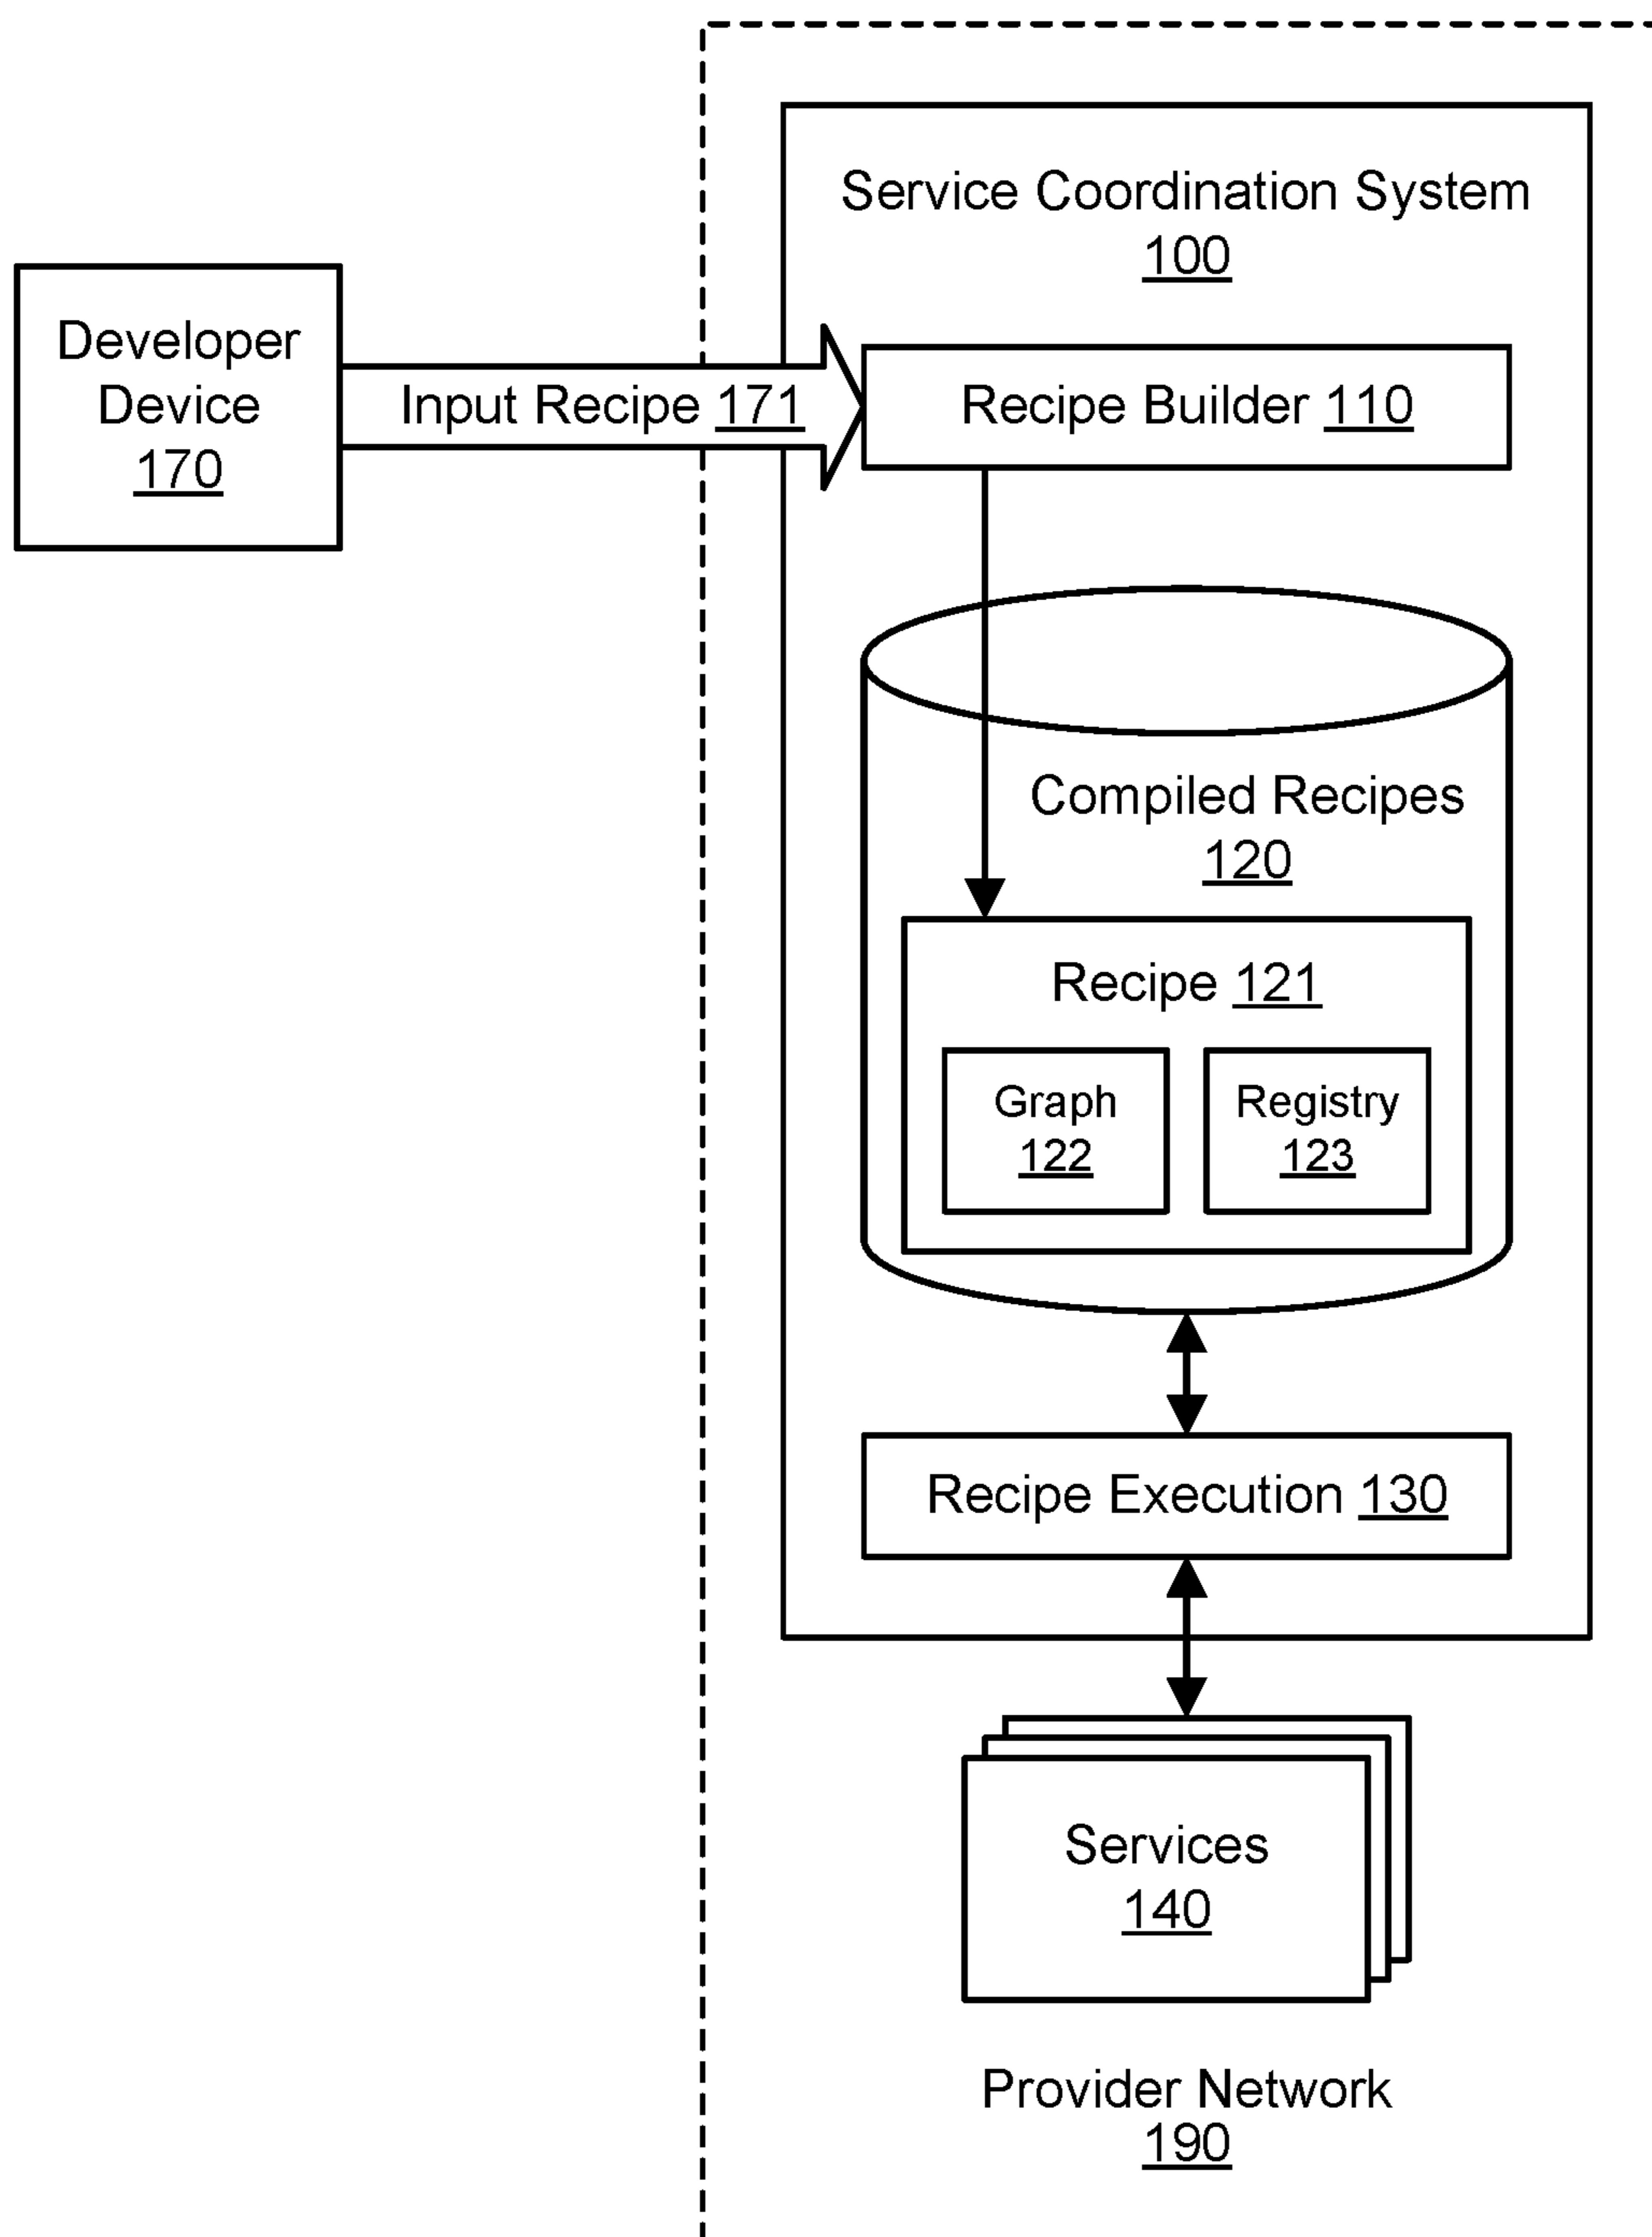 Service Coordination System
100
Developer
Device
170
Input Recipe 171
Recipe Builder 110
Compiled Recipes
120
Recipe 121
Graph
122
Registry
123
Recipe Execution 130
Services
140
Provider Network
190